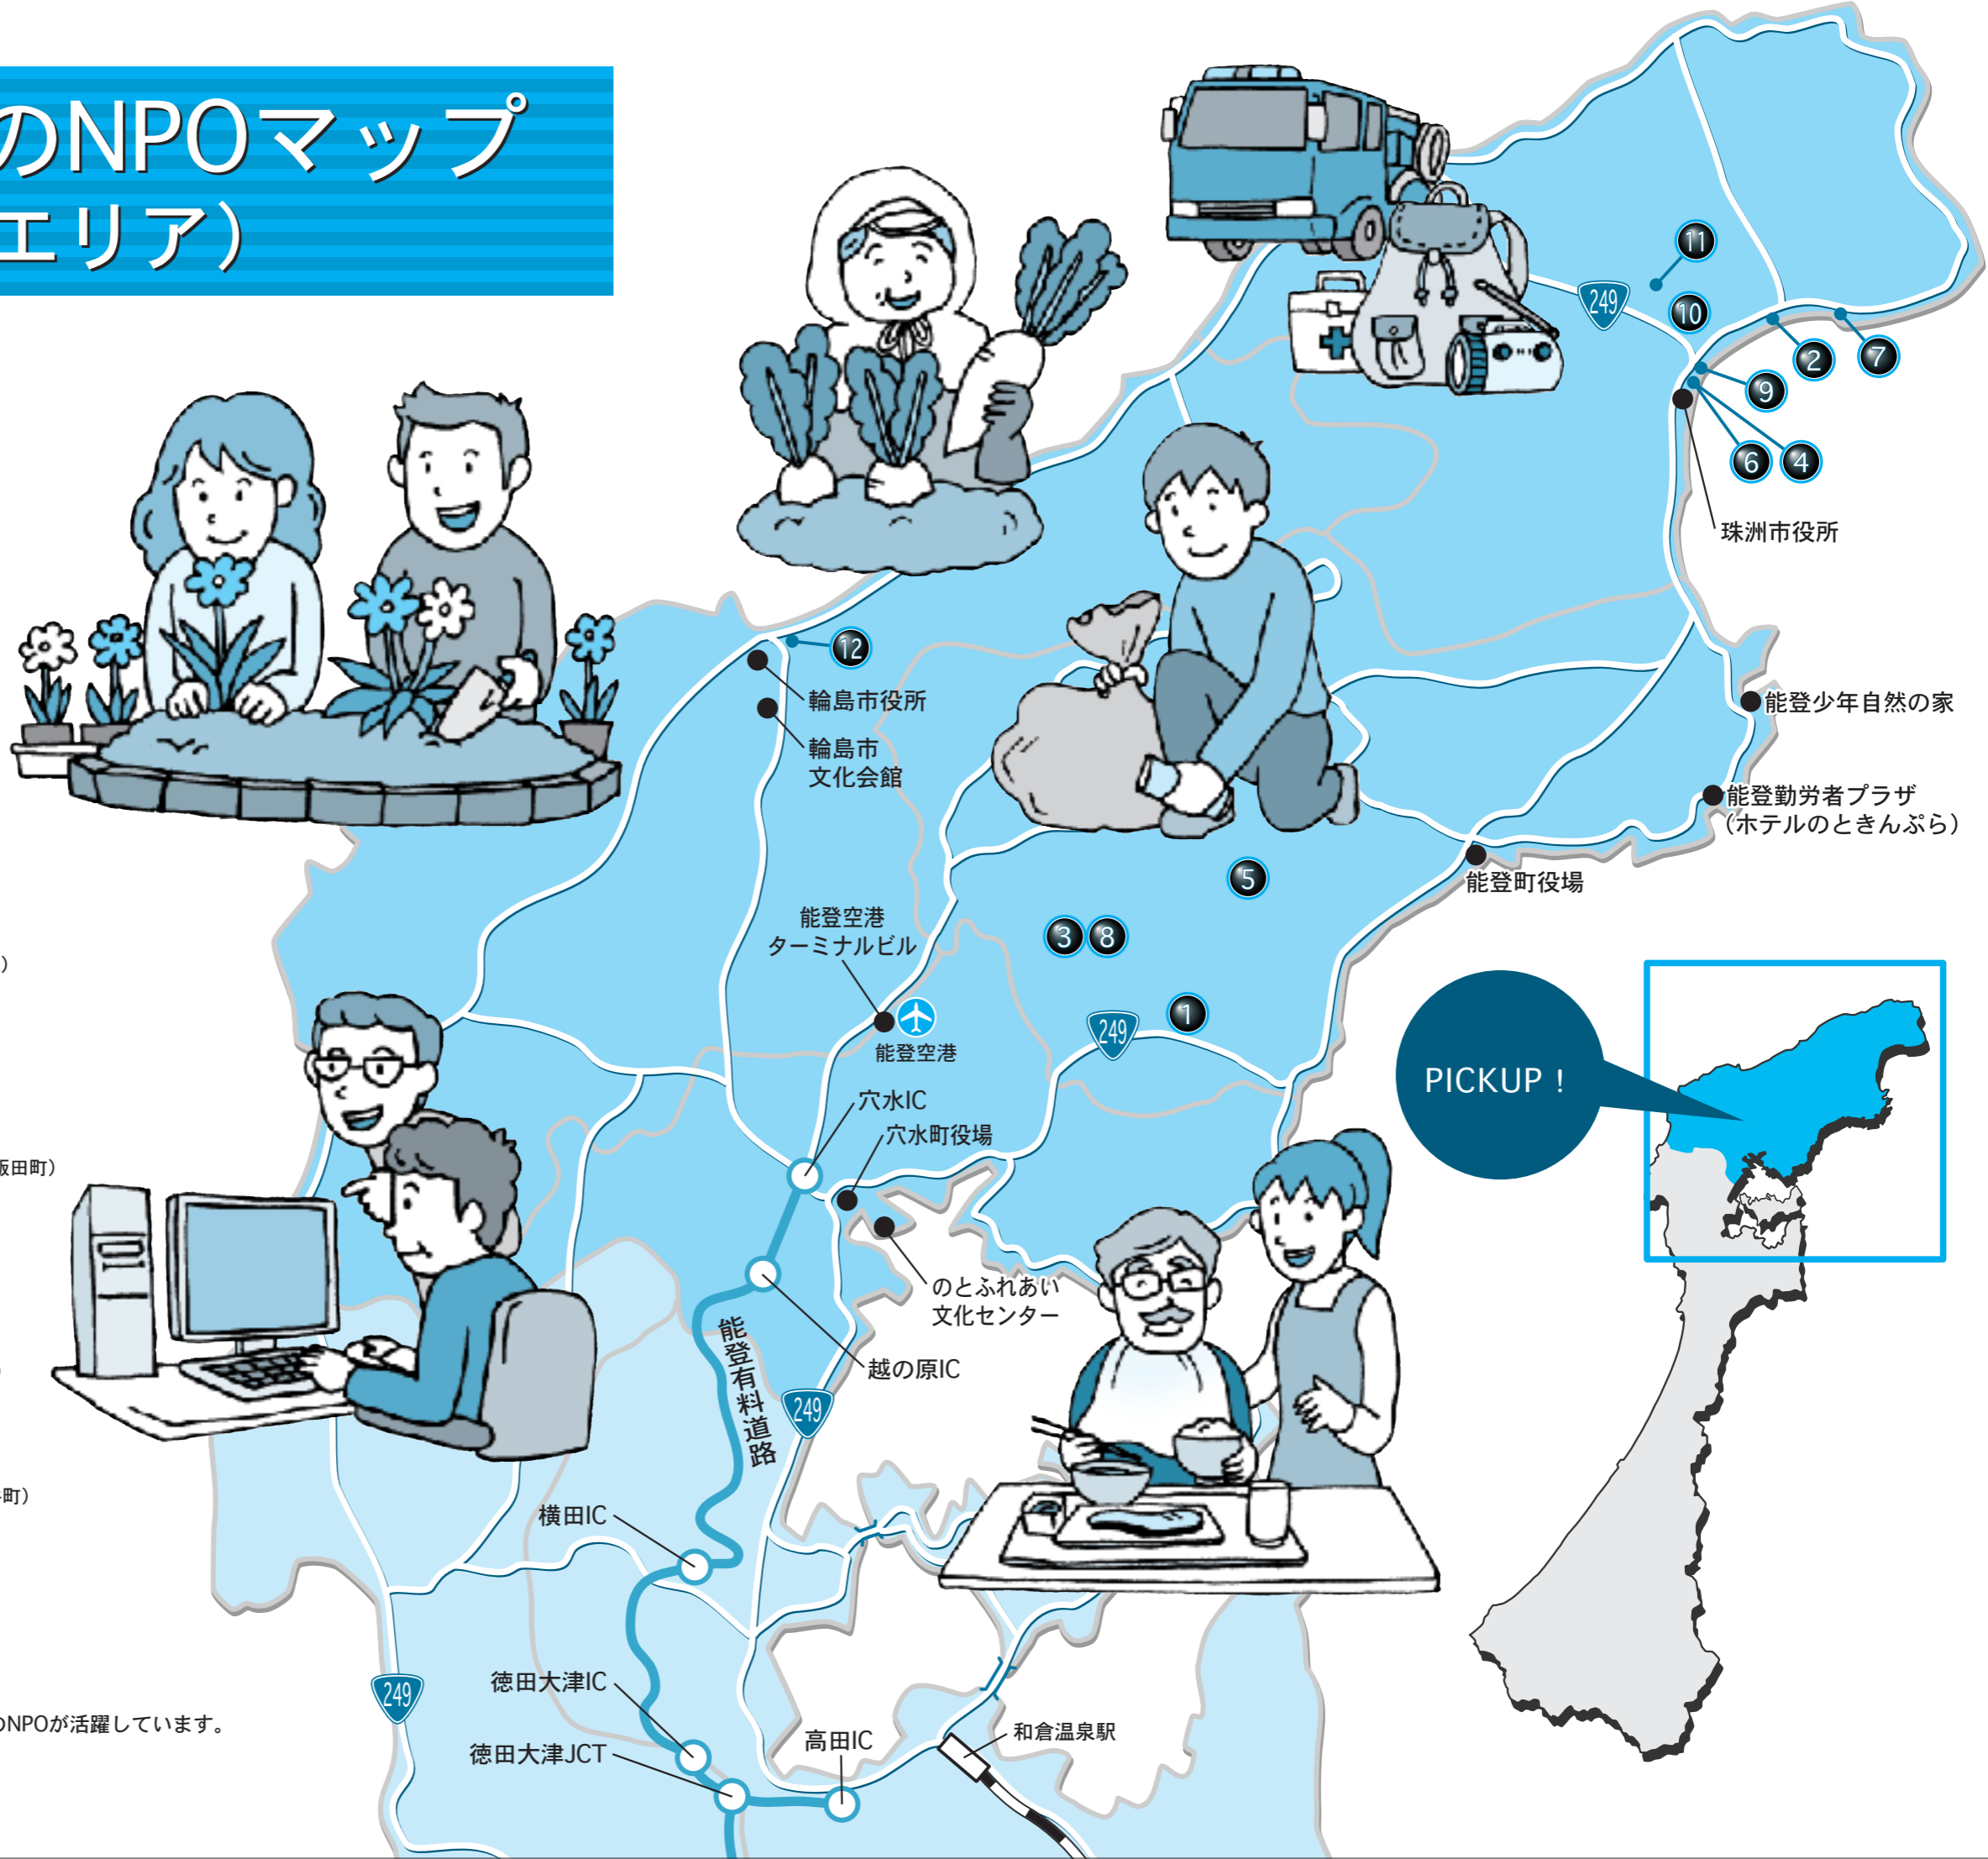 のNPOマップ
エリア）
249
11
10
2
7
9
6
4
珠洲市役所
12
輪島市役所
輪島市
文化会館
能登少年自然の家
能登勤労者プラザ
（ホテルのときんぷら）
能登町役場
5
3
8
能登空港
ターミナルビル
能登空港
249
1
PICKUP！
穴水IC
穴水町役場
のとふれあい
文化センター
越の原IC
能登有料道路
249
飯田町）
町）
横田IC
249
徳田大津IC
徳田大津JCT
高田IC
和倉温泉駅
のNPOが活躍しています。